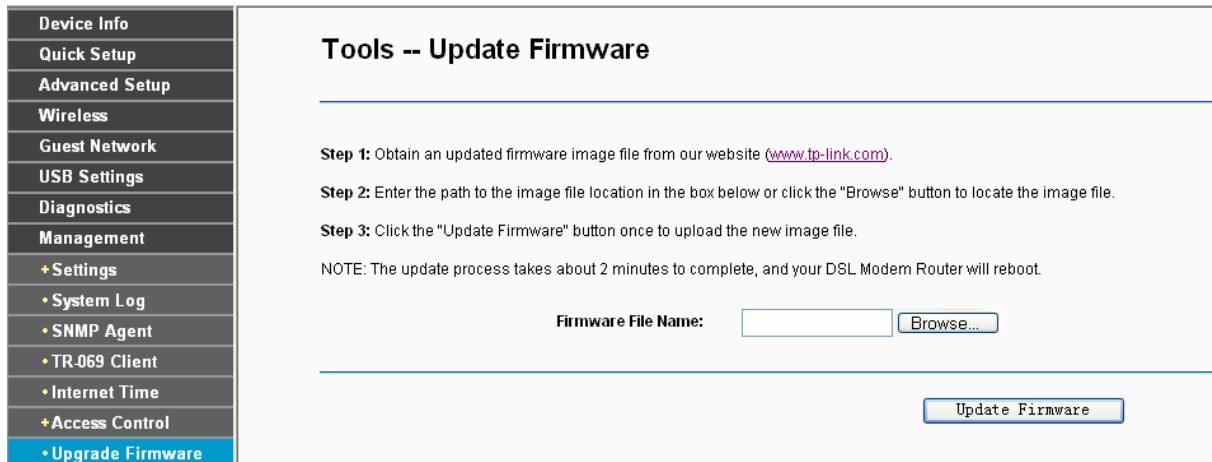 Device Info
Quick Setup
Advanced Setup
Wireless
Guest Network
USB Settings
Diagnostics
Management
+Settings
•System Log
•SNMP Agent
•TR-069 Client
•Internet Time
+Access Control
•Upgrade Firmware
Tools -- Update Firmware
Step 1: Obtain an updated firmware image file from our website (www.tp-link.com).
Step 2: Enter the path to the image file location in the box below or click the "Browse" button to locate the image file.
Step 3: Click the "Update Firmware" button once to upload the new image file.
NOTE: The update process takes about 2 minutes to complete, and your DSL Modem Router will reboot.
Firmware File Name: Browse...
Update Firmware